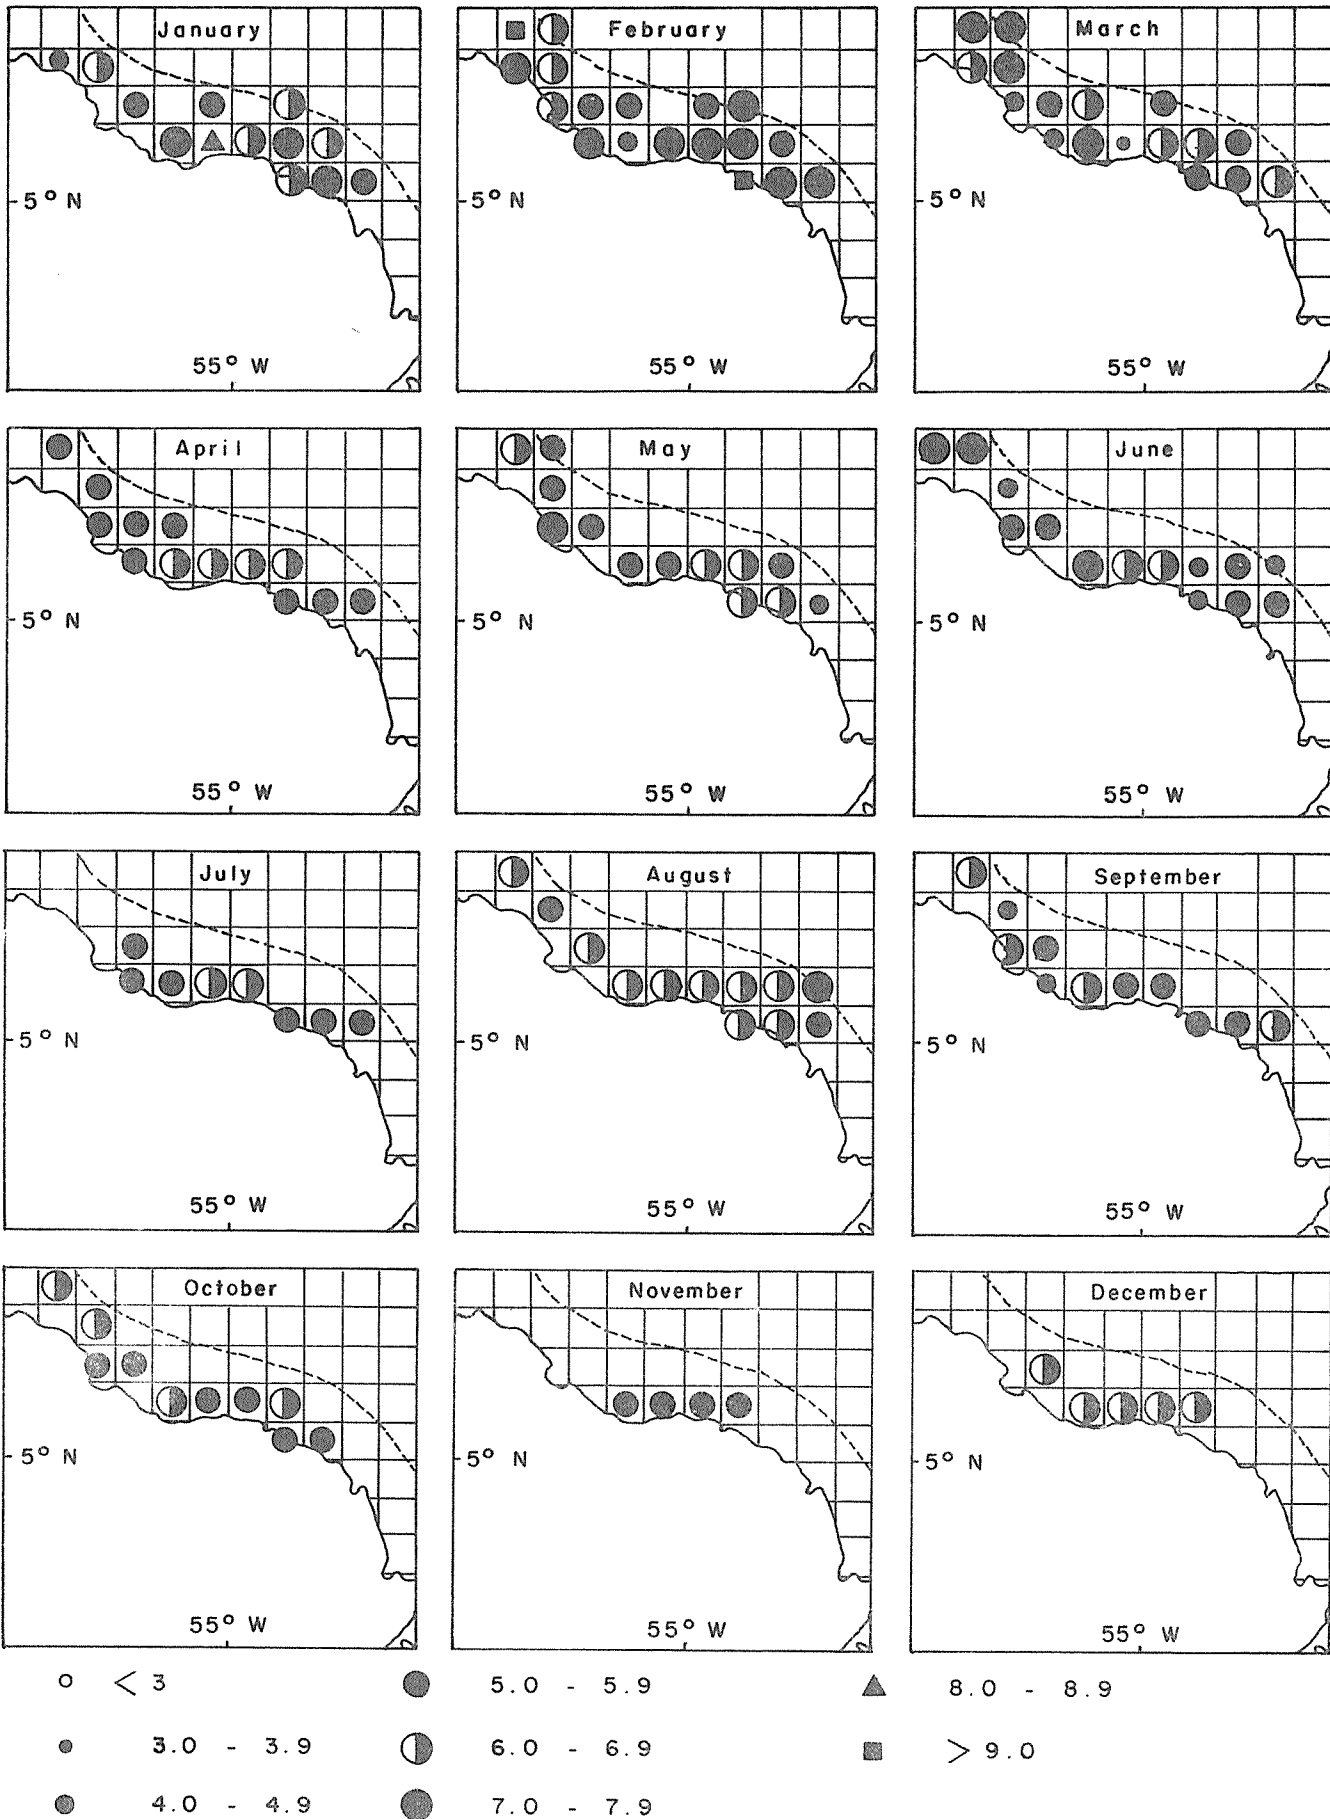 January February March
5° N 5° N 5° N
55° W 55° W 55° W
April May June
5° N 5° N 5° N
55° W 55° W 55° W
July August September
5° N 5° N 5° N
55° W 55° W 55° W
October November December
5° N 5° N 5° N
55° W 55° W 55° W
< 3 5.0 - 5.9 8.0 - 8.9
3.0 - 3.9 6.0 - 6.9 > 9.0
4.0 - 4.9 7.0 - 7.9